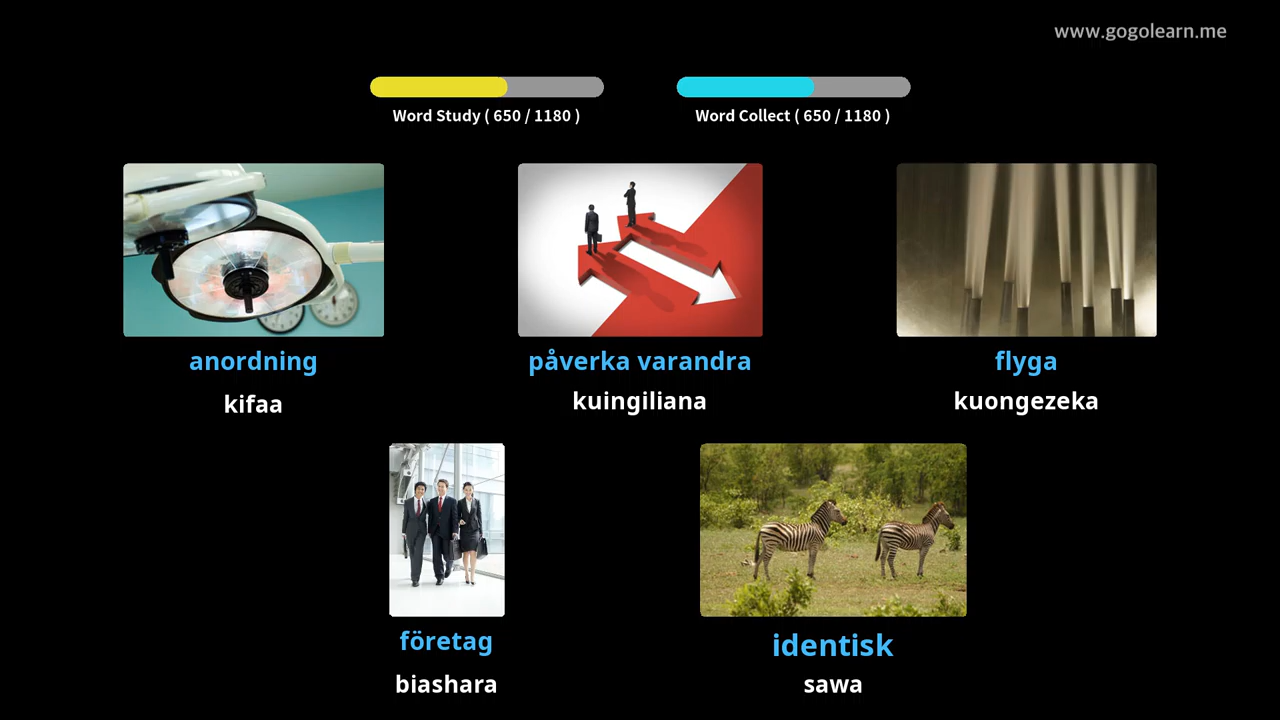 www.gogolearn.me
Word Study ( 650 / 1180 )
Word Collect ( 650 / 1180 )
anordning
påverka varandra
flyga
kifaa
kuingiliana
kuongezeka
företag
identisk
biashara
sawa